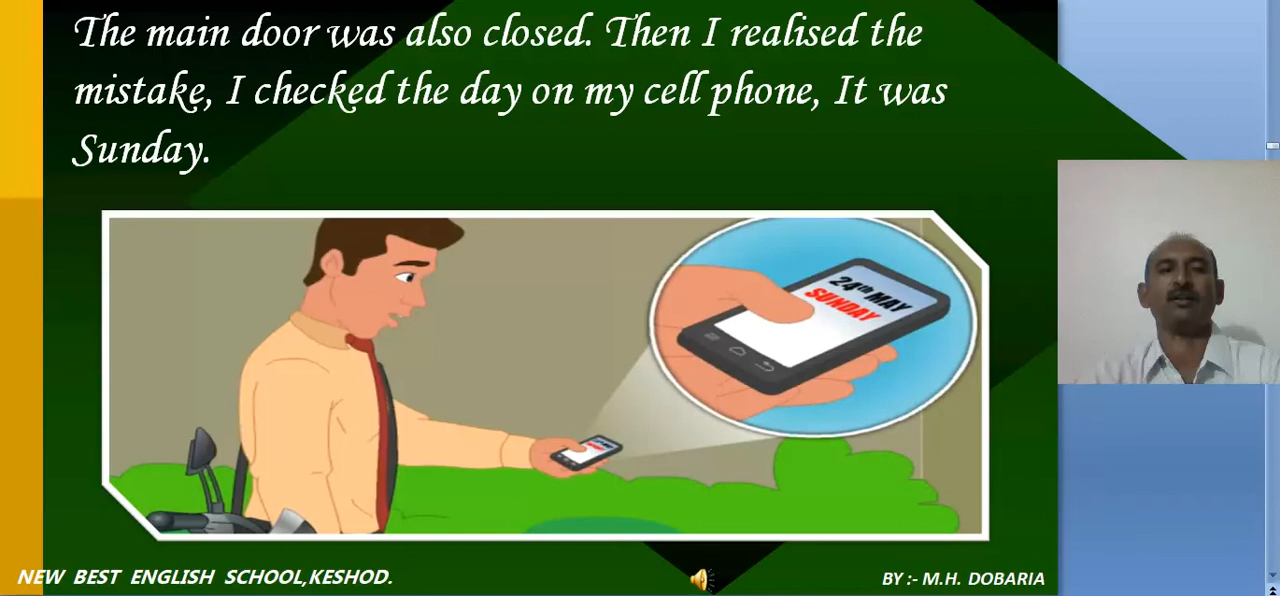 The main door was also closed. Then I realised the
mistake, I checked the day on my cell phone, It was
Sunday.
24th MAY
SUNDAY
NEW BEST ENGLISH SCHOOL,KESHOD.
BY :- M.H. DOBARIA